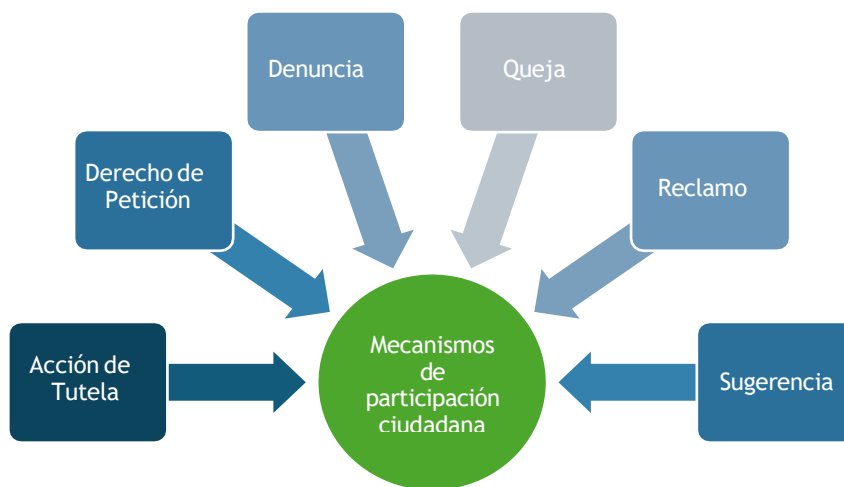 Denuncia
Queja
Derecho de
Petición
Reclamo
Acción de
Tutela
Mecanismos
de
participación
ciudadana
Sugerencia